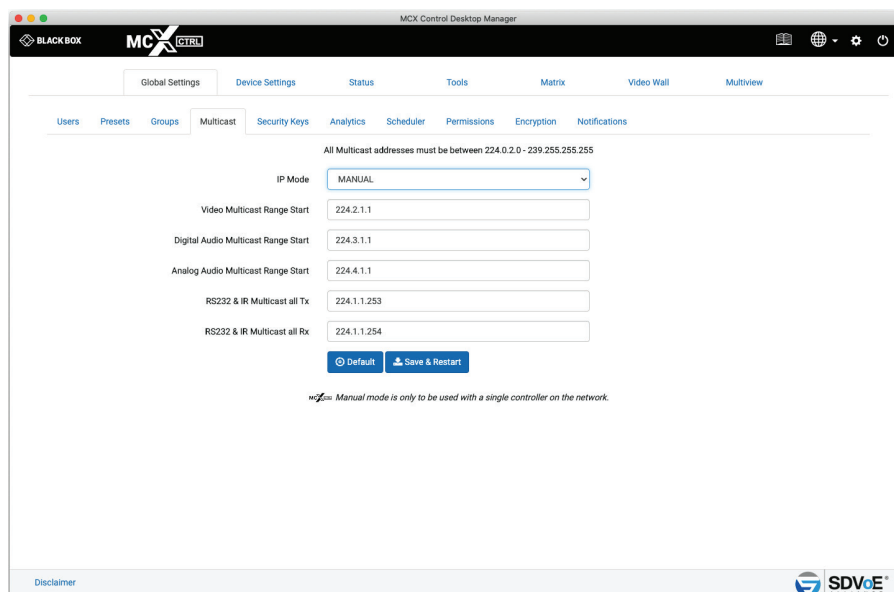 MCX Control Desktop Manager
BLACK BOX MCX CTRL
Global Settings Device Settings Status Tools Matrix Video Wall Multiview
Users Presets Groups Multicast Security Keys Analytics Scheduler Permissions Encryption Notifications
All Multicast addresses must be between 224.0.2.0 - 239.255.255.255
IP Mode MANUAL
Video Multicast Range Start 224.2.1.1
Digital Audio Multicast Range Start 224.3.1.1
Analog Audio Multicast Range Start 224.4.1.1
RS232 & IR Multicast all Tx 224.1.1.253
RS232 & IR Multicast all Rx 224.1.1.254
Default Save & Restart
MCX CTRL Manual mode is only to be used with a single controller on the network.
Disclaimer SDVoE